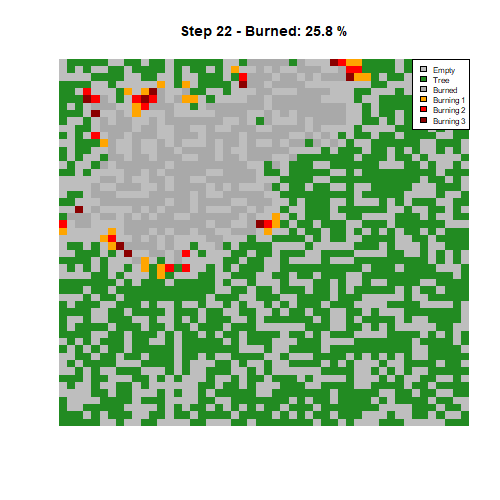 Step 22 - Burned: 25.8 %
Empty
Tree
Burned
Burning 1
Burning 2
Burning 3